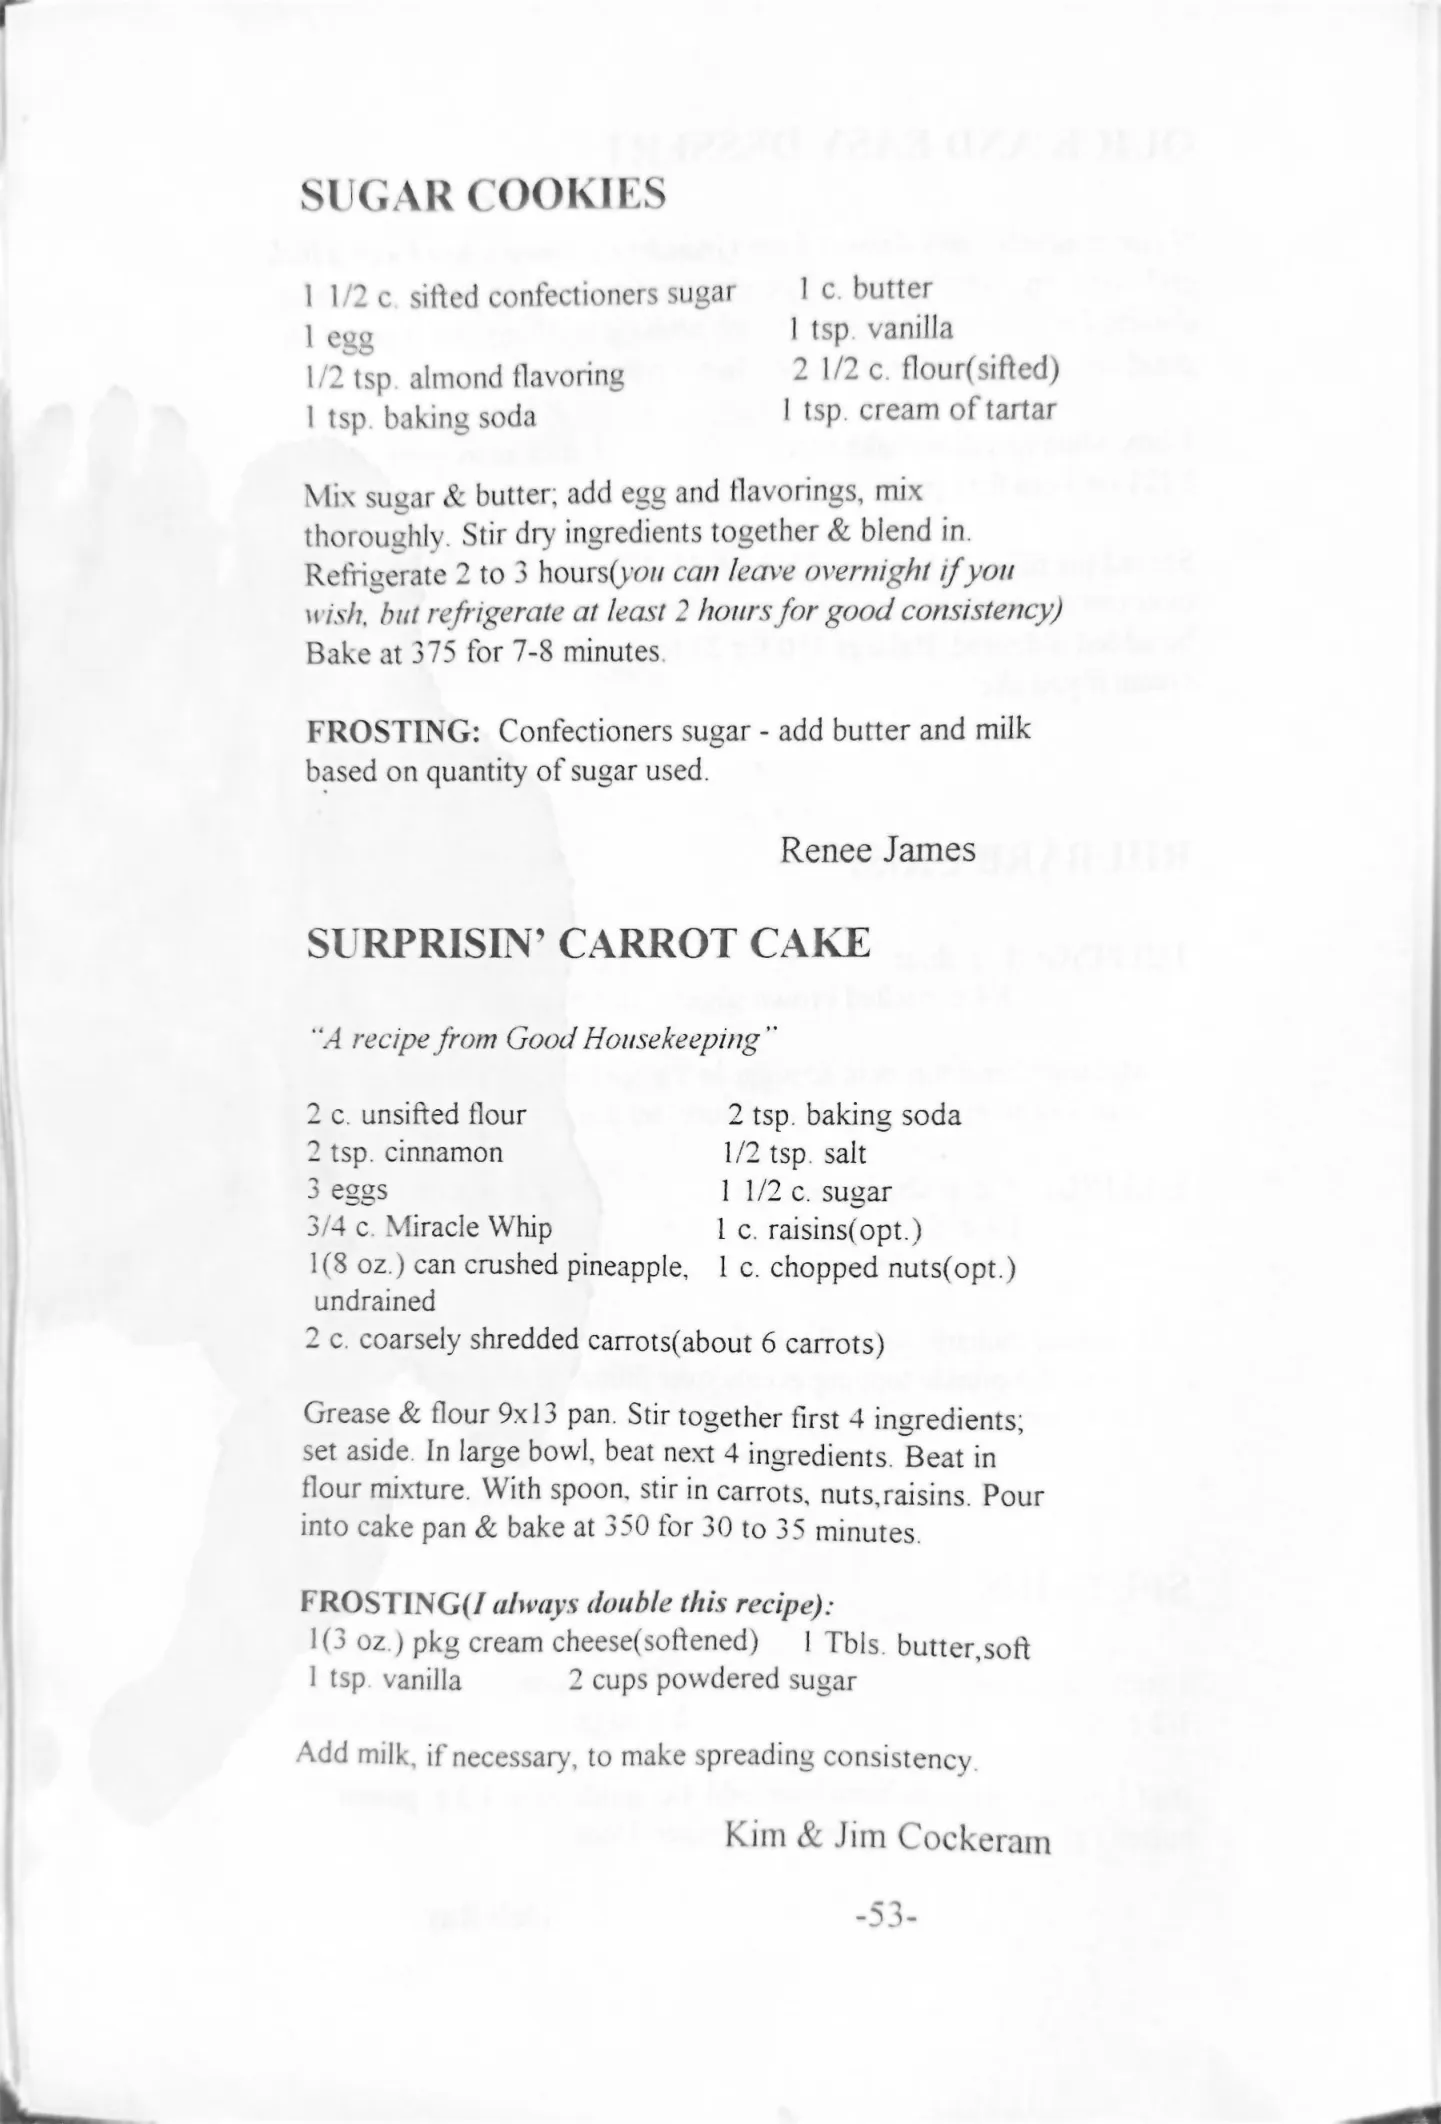 SUGAR COOKIES
1 1/2 c. sifted confectioners sugar 1 c. butter
1 egg 1 tsp. vanilla
1/2 tsp. almond flavoring 2 1/2 c. flour(sifted)
1 tsp. baking soda 1 tsp. cream of tartar
Mix sugar & butter; add egg and flavorings, mix
thoroughly. Stir dry ingredients together & blend in.
Refrigerate 2 to 3 hours(you can leave overnight if you
wish, but refrigerate at least 2 hours for good consistency)
Bake at 375 for 7-8 minutes.
FROSTING: Confectioners sugar - add butter and milk
based on quantity of sugar used.
Renee James
SURPRISIN' CARROT CAKE
"A recipe from Good Housekeeping"
2 c. unsifted flour 2 tsp. baking soda
2 tsp. cinnamon 1/2 tsp. salt
3 eggs 1 1/2 c. sugar
3/4 c. Miracle Whip 1 c. raisins(opt.)
1(8 oz.) can crushed pineapple, 1 c. chopped nuts(opt.)
undrained
2 c. coarsely shredded carrots(about 6 carrots)
Grease & flour 9x13 pan. Stir together first 4 ingredients;
set aside. In large bowl, beat next 4 ingredients. Beat in
flour mixture. With spoon, stir in carrots, nuts,raisins. Pour
into cake pan & bake at 350 for 30 to 35 minutes.
FROSTING(I always double this recipe):
1(3 oz.) pkg cream cheese(softened) 1 Tbls. butter,soft
1 tsp. vanilla 2 cups powdered sugar
Add milk, if necessary, to make spreading consistency.
Kim & Jim Cockeram
-53-